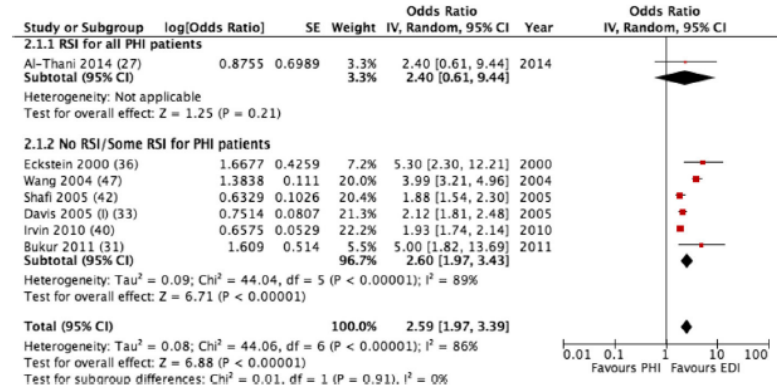 Odds Ratio Odds Ratio
Study or Subgroup log[Odds Ratio] SE Weight IV, Random, 95% CI Year IV, Random, 95% CI
2.1.1 RSI for all PHI patients
Al-Thani 2014 (27) 0.8755 0.6989 3.3% 2.40 [0.61, 9.44] 2014
Subtotal (95% CI) 3.3% 2.40 [0.61, 9.44]
Heterogeneity: Not applicable
Test for overall effect: Z = 1.25 (P = 0.21)
2.1.2 No RSI/Some RSI for PHI patients
Eckstein 2000 (36) 1.6677 0.4259 7.2% 5.30 [2.30, 12.21] 2000
Wang 2004 (47) 1.3838 0.111 20.0% 3.99 [3.21, 4.96] 2004
Shafi 2005 (42) 0.6329 0.1026 20.4% 1.88 [1.54, 2.30] 2005
Davis 2005 (I) (33) 0.7514 0.0807 21.3% 2.12 [1.81, 2.48] 2005
Irvin 2010 (40) 0.6575 0.0529 22.2% 1.93 [1.74, 2.14] 2010
Bukur 2011 (31) 1.609 0.514 5.5% 5.00 [1.82, 13.69] 2011
Subtotal (95% CI) 96.7% 2.60 [1.97, 3.43]
Heterogeneity: Tau² = 0.09; Chi² = 44.04, df = 5 (P < 0.00001); I² = 89%
Test for overall effect: Z = 6.71 (P < 0.00001)
Total (95% CI) 100.0% 2.59 [1.97, 3.39]
Heterogeneity: Tau² = 0.08; Chi² = 44.06, df = 6 (P < 0.00001); I² = 86%
Test for overall effect: Z = 6.88 (P < 0.00001)
Test for subgroup differences: Chi² = 0.01, df = 1 (P = 0.91), I² = 0%
0.01 0.1 1 10 100
Favours PHI Favours EDI